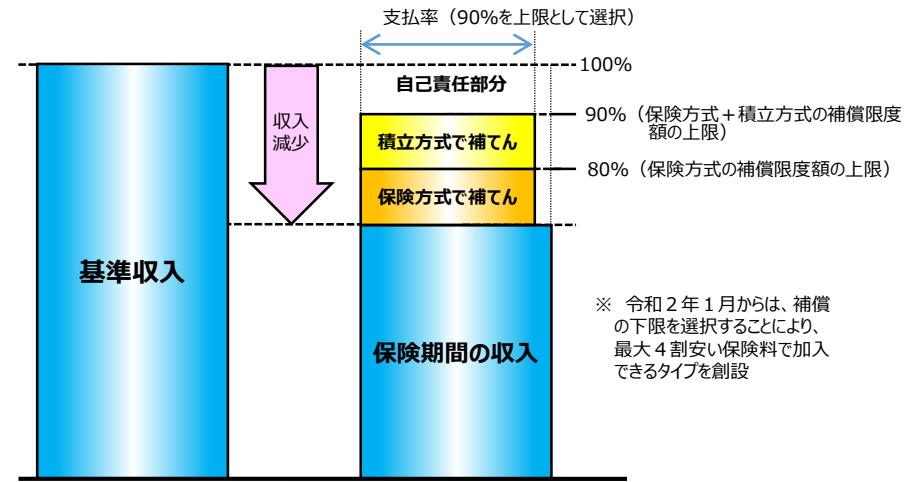 支払率（90%を上限として選択）
100%
自己責任部分
90%（保険方式＋積立方式の補償限度
額の上限）
収入
減少
積立方式で補てん
80%（保険方式の補償限度額の上限）
保険方式で補てん
基準収入
※　令和２年１月からは、補償
の下限を選択することにより、
最大４割安い保険料で加入
できるタイプを創設
保険期間の収入